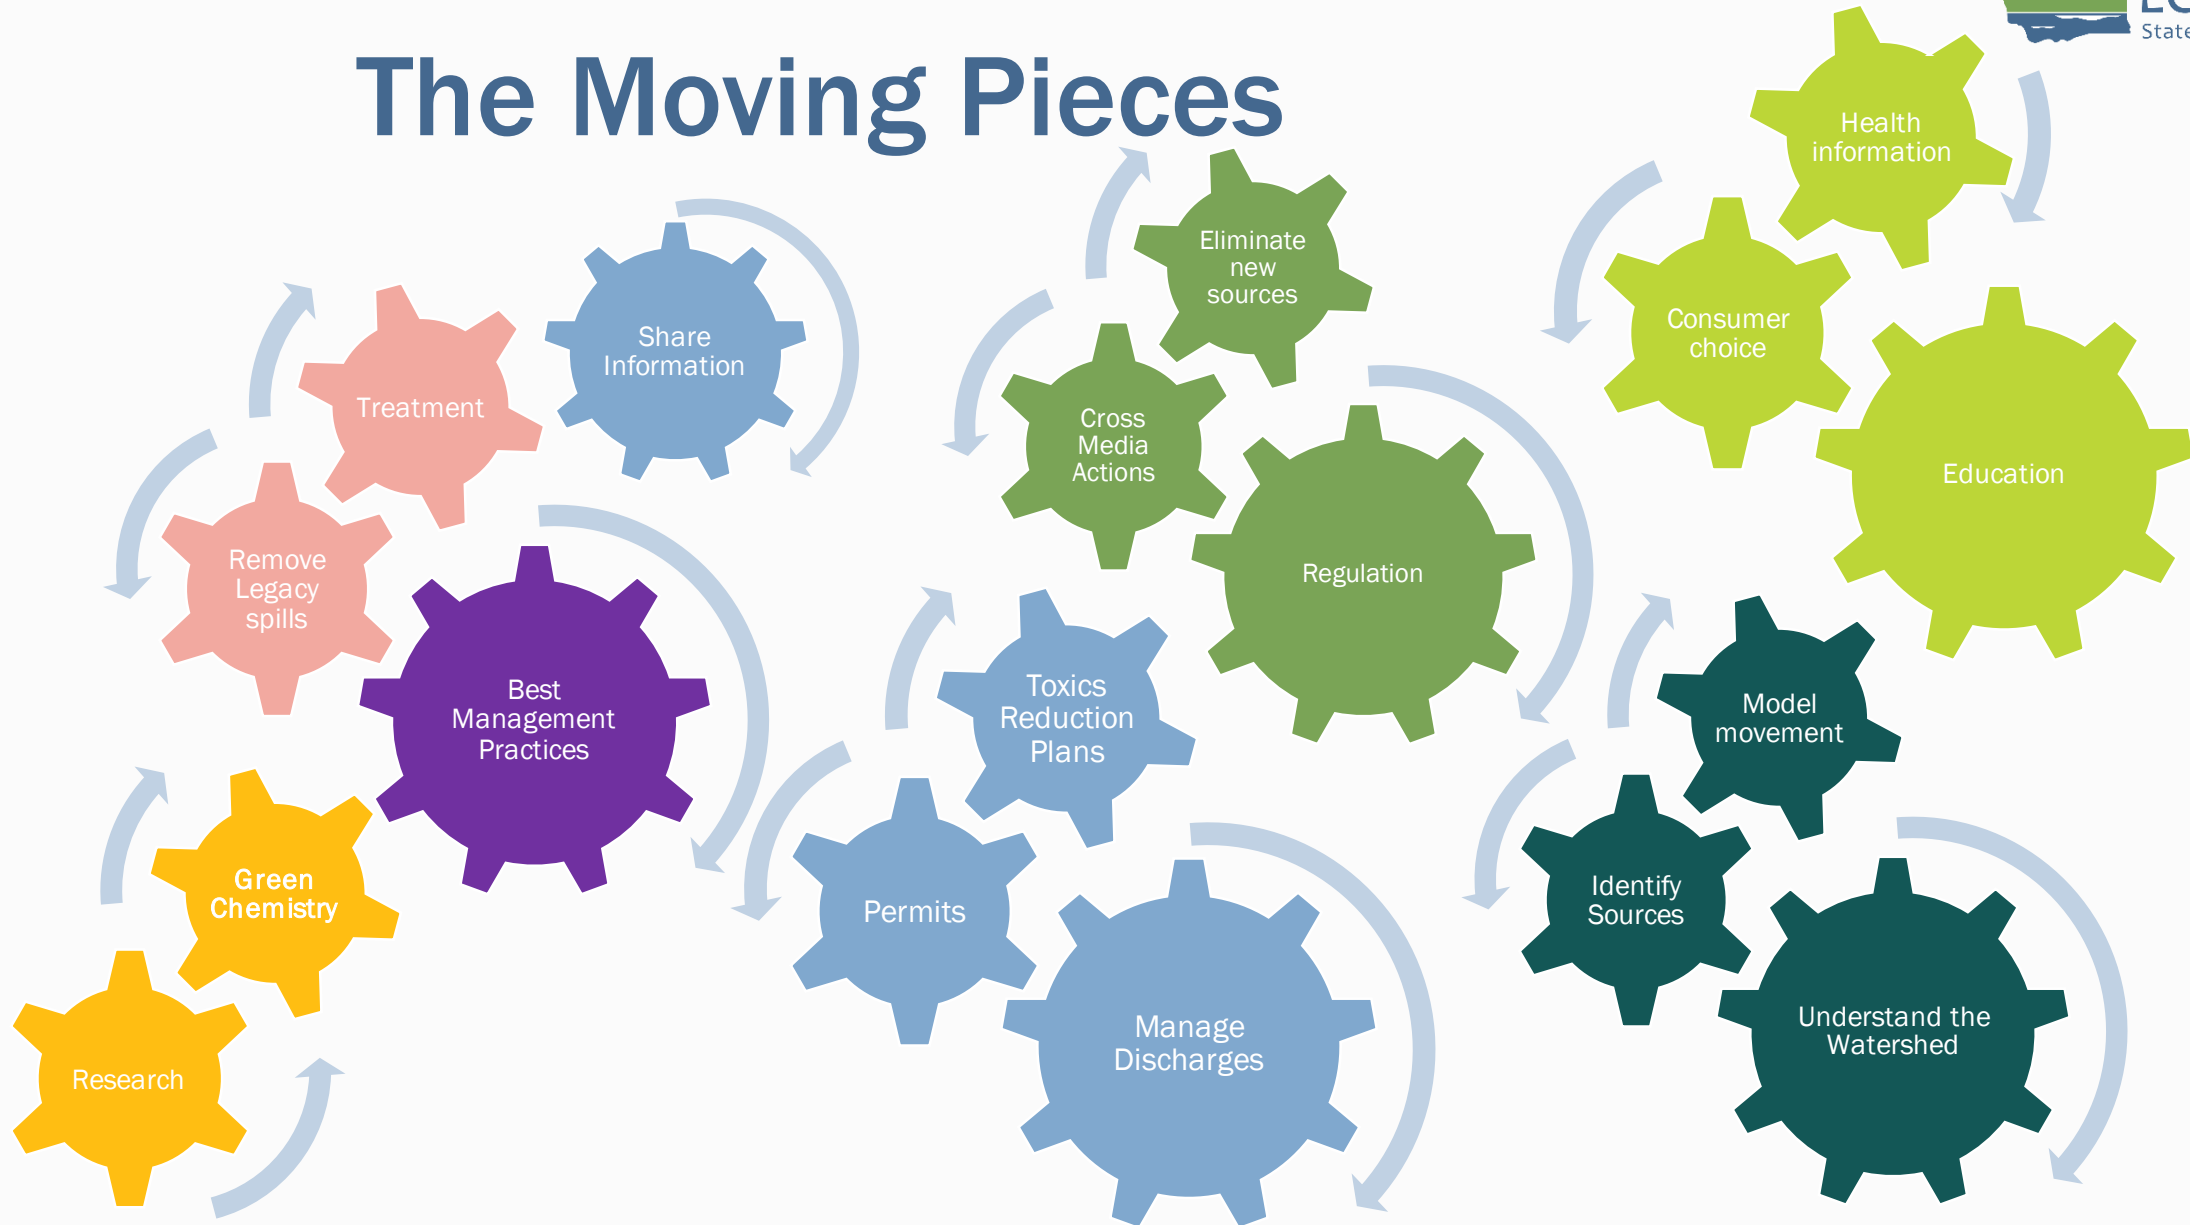 The Moving Pieces
State
Health
information
Eliminate
new
sources
Share
Information
Consumer
choice
Treatment
Cross
Media
Actions
Education
Regulation
Remove
Legacy
spills
Best
Management
Practices
Toxics
Reduction
Plans
Model
movement
Green
Chemistry
Permits
Identify
Sources
Manage
Discharges
Understand the
Watershed
Research